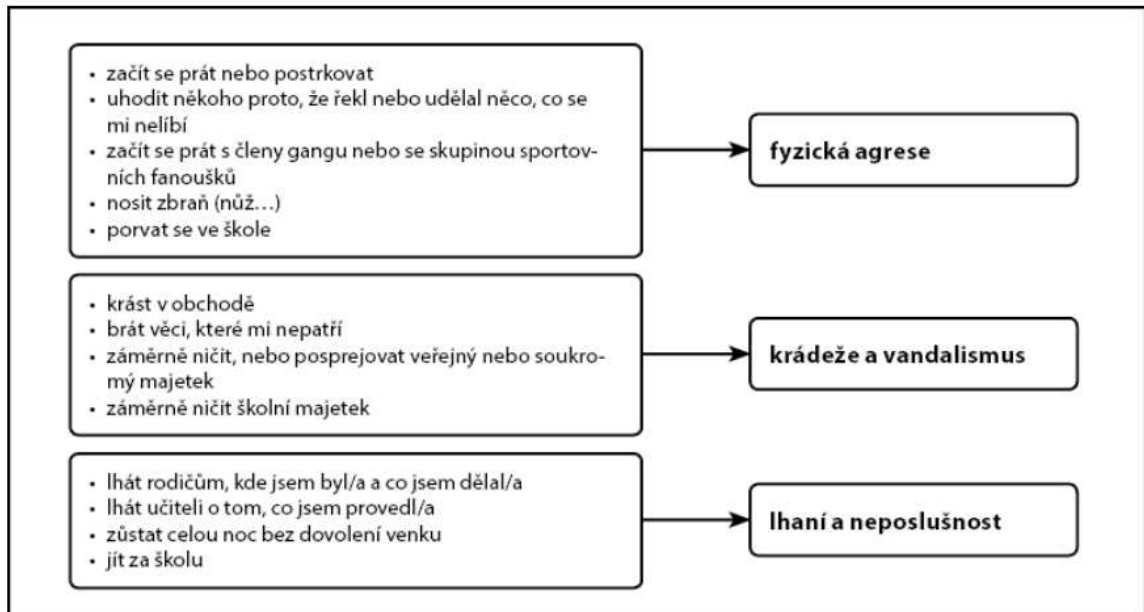 • začít se prát nebo postrkovat
• uhodit někoho proto, že řekl nebo udělal něco, co se
mi nelíbí
• začít se prát s členy gangu nebo se skupinou sportov-
ních fanoušků
• nosit zbraň (nůž…)
• porvat se ve škole
fyzická agrese
• krást v obchodě
• brát věci, které mi nepatří
• záměrně ničit, nebo posprejovat veřejný nebo soukro-
mý majetek
• záměrně ničit školní majetek
krádeže a vandalismus
• lhát rodičům, kde jsem byl/a a co jsem dělal/a
• lhát učiteli o tom, co jsem provedl/a
• zůstat celou noc bez dovolení venku
• jít za školu
lhaní a neposlušnost